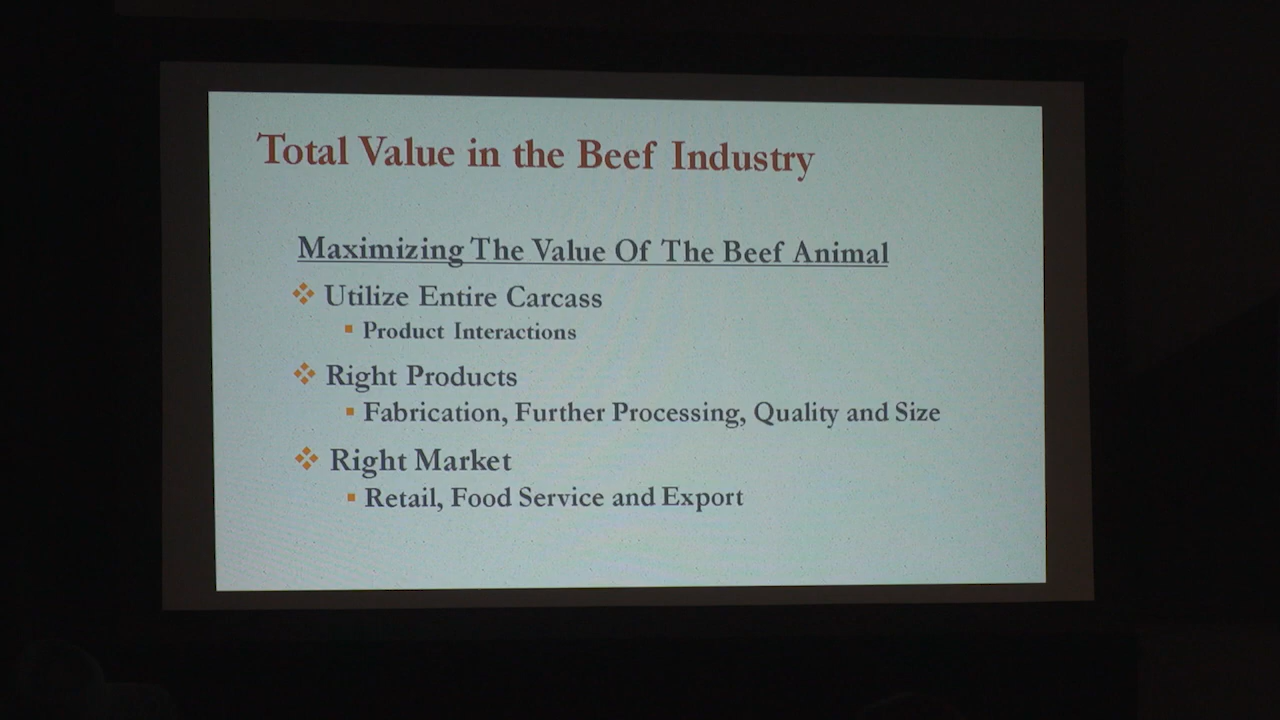 Total Value in the Beef Industry
Maximizing The Value Of The Beef Animal
Utilize Entire Carcass
Product Interactions
Right Products
Fabrication, Further Processing, Quality and Size
Right Market
Retail, Food Service and Export